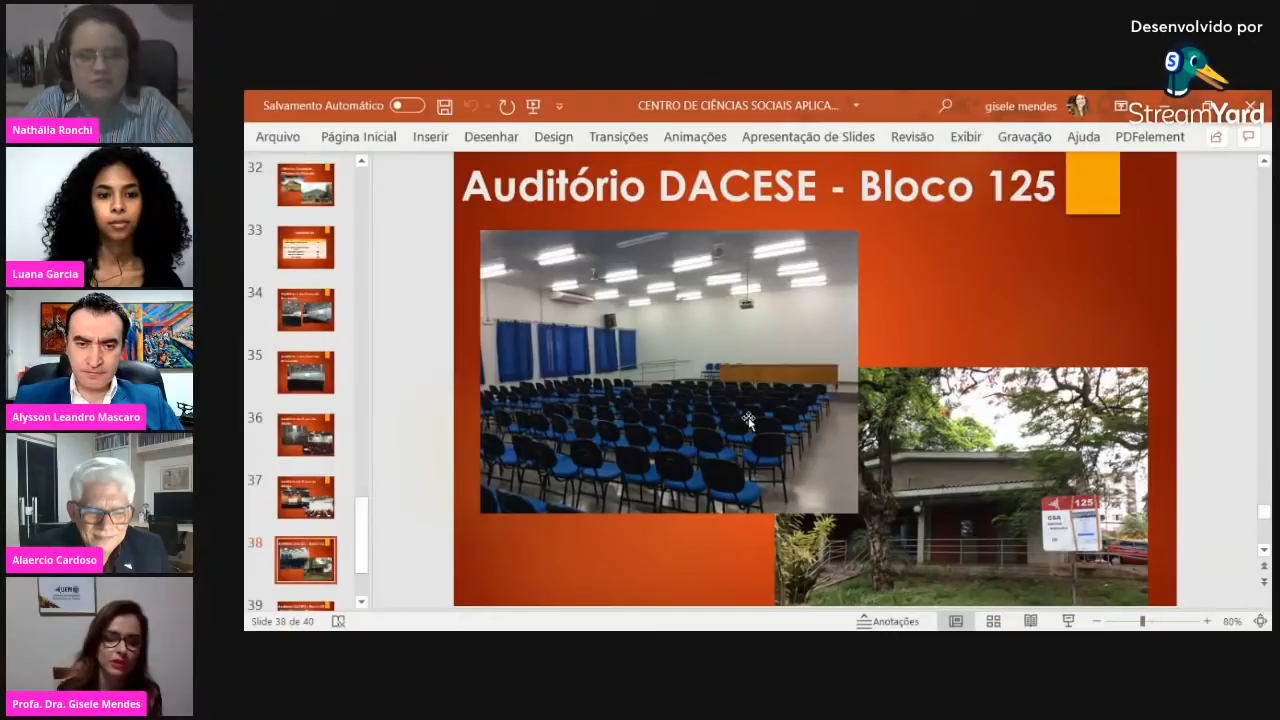 Desenvolvido por
S
StreamYard
Nathália Ronchi
Luana Garcia
Alysson Leandro Mascaro
Alaercio Cardoso
Profa. Dra. Gisele Mendes
Salvamento Automático
CENTRO DE CIÊNCIAS SOCIAIS APLICA...
gisele mendes
Arquivo Página Inicial Inserir Desenhar Design Transições Animações Apresentação de Slides Revisão Exibir Gravação Ajuda PDFelement
32
33
34
35
36
37
38
39
Auditório DACESE - Bloco 125
125
CSA
Slide 38 de 40
Anotações
80%